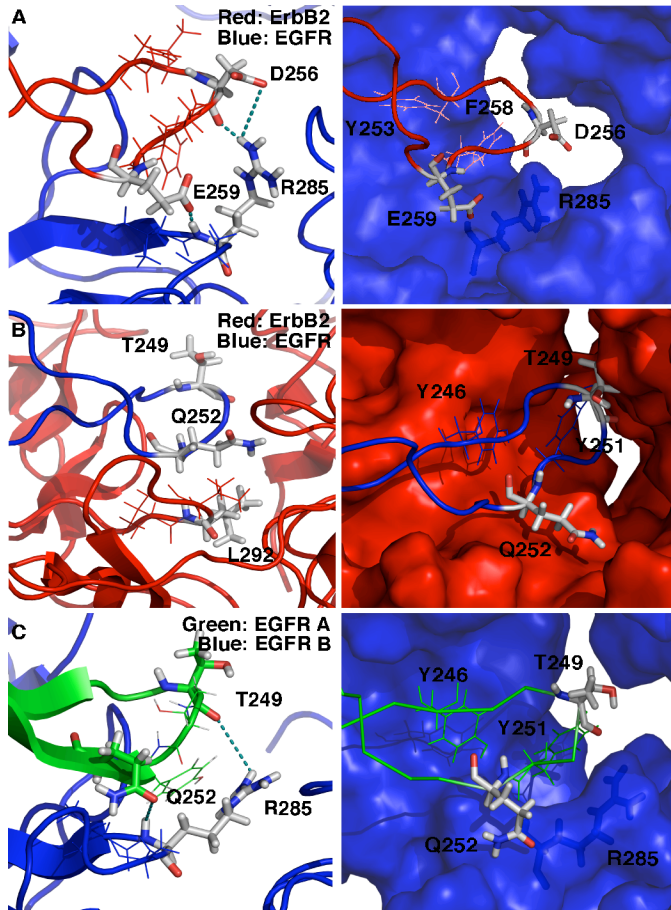 A
Red: ErbB2
Blue: EGFR
D256
E259
R285
F258
Y253
D256
E259
R285
B
Red: ErbB2
Blue: EGFR
T249
Q252
L292
T249
Y246
Y251
Q252
C
Green: EGFR A
Blue: EGFR B
T249
Q252
R285
T249
Y246
Y251
Q252
R285